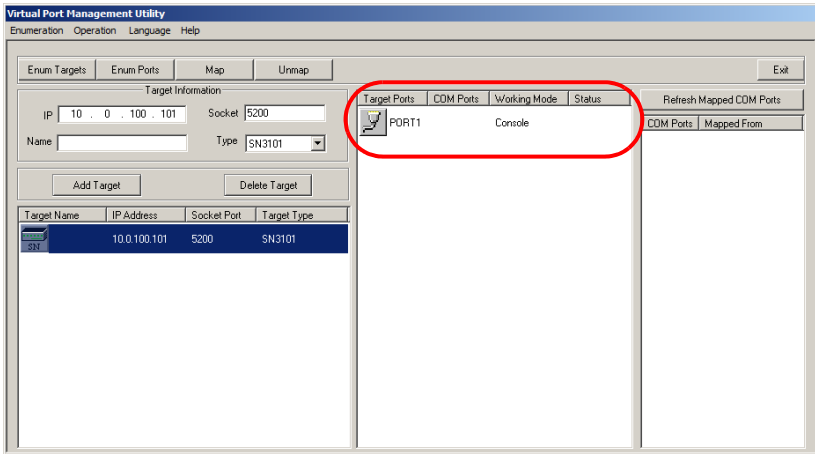 Virtual Port Management Utility
Enumeration Operation Language Help
Enum Targets Enum Ports Map Unmap Exit
Target Information
IP 10 . 0 . 100 . 101 Socket 5200
Name Type SN3101
Add Target Delete Target
Target Name IP Address Socket Port Target Type
SN 10.0.100.101 5200 SN3101
Target Ports COM Ports Working Mode Status
PORT1 Console
Refresh Mapped COM Ports
COM Ports Mapped From